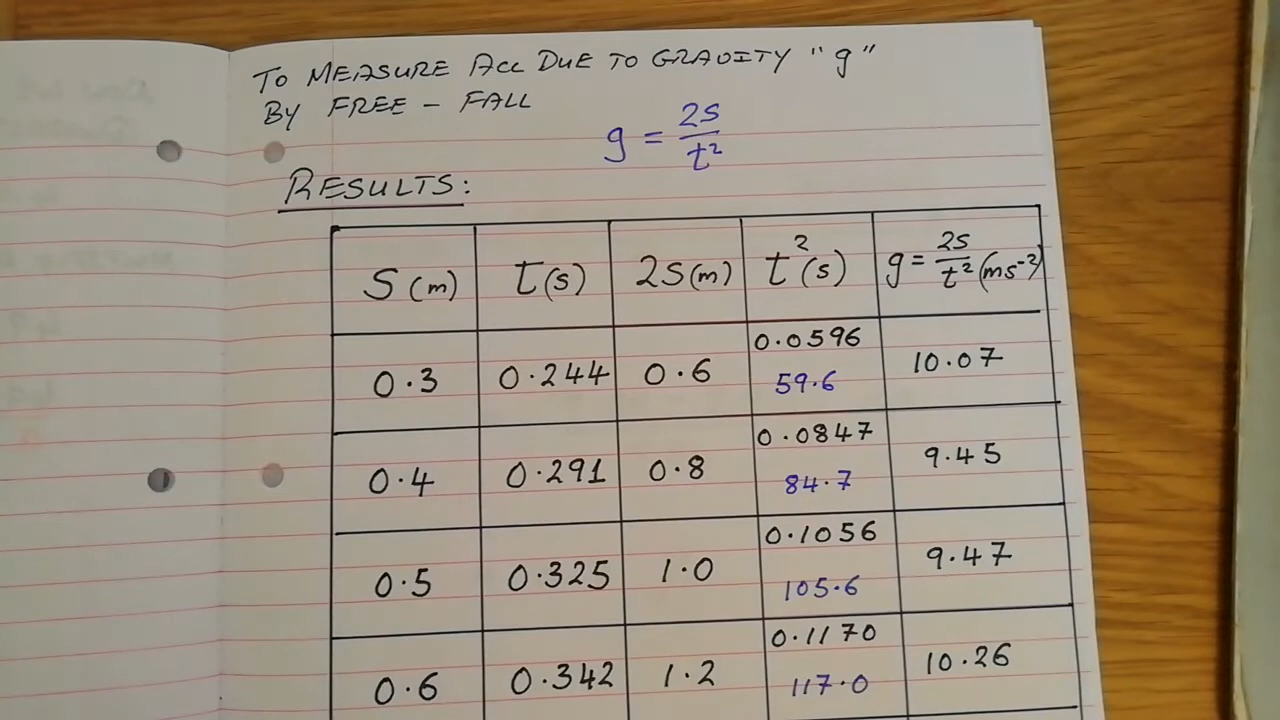 TO MEASURE ACC DUE TO GRAVITY "g"
BY FREE - FALL
g = 2s/t²
RESULTS:
S (m) t (s) 2S (m) t² (s) g = 2s/t² (ms⁻²)
0.3 0.244 0.6 0.0596 10.07
59.6
0.4 0.291 0.8 0.0847 9.45
84.7
0.5 0.325 1.0 0.1056 9.47
105.6
0.6 0.342 1.2 0.1170 10.26
117.0